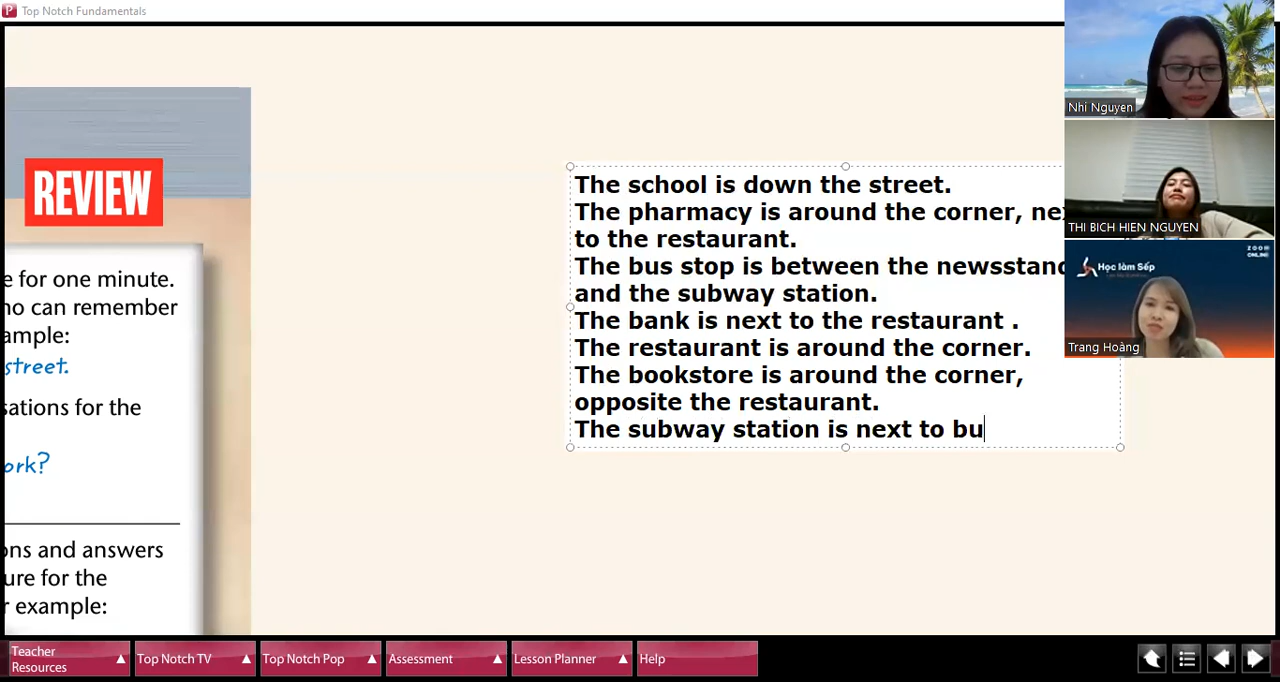 Top Notch Fundamentals
REVIEW
e for one minute.
ho can remember
ample:
street.
sations for the
ork?
ons and answers
ure for the
r example:
The school is down the street.
The pharmacy is around the corner, nex
to the restaurant.
The bus stop is between the newsstand
and the subway station.
The bank is next to the restaurant .
The restaurant is around the corner.
The bookstore is around the corner,
opposite the restaurant.
The subway station is next to bu
Nhi Nguyen
THI BICH HIEN NGUYEN
ZOOM
ONLINE
Học làm Sếp
Trang Hoàng
Teacher
Resources
Top Notch TV
Top Notch Pop
Assessment
Lesson Planner
Help